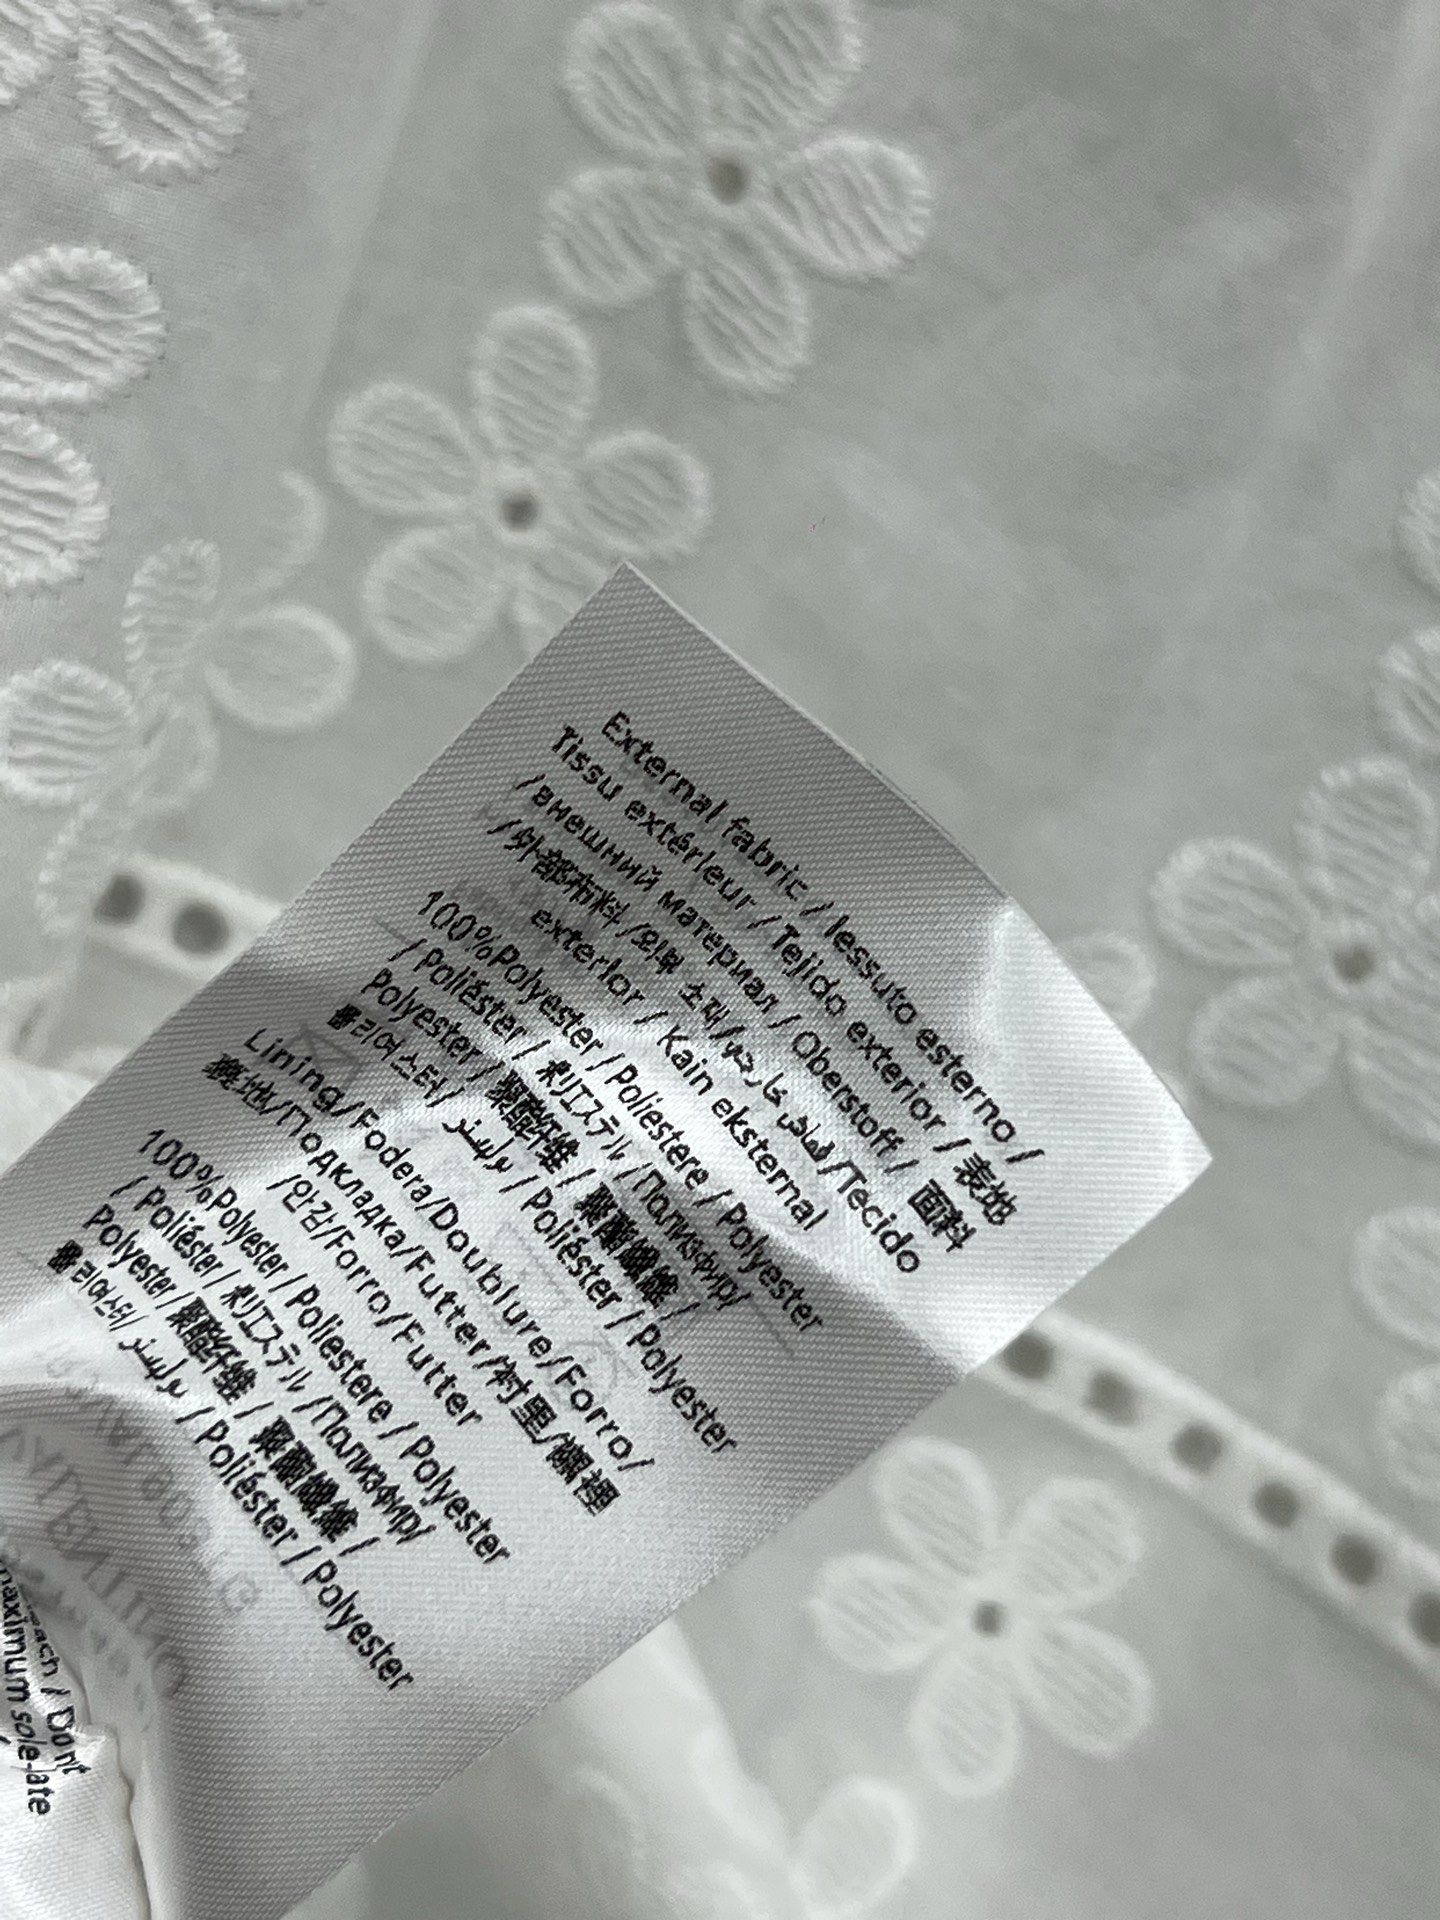 External fabric / lessuto esterno /
Tissu extérieur / Tejido exterior / 表地
/ внешний материал / Oberstoff / 面料
/ 外部布料 / 외부 소재 / قماش خارجي /Tecido
exterior / Kain eksternal
100%Polyester / Poliestere / Polyester
/ Poliéster / ポリエステル /Полиэфир/
Polyester / 聚酯纤维 / 聚酯纖維 /
폴리에스터/ بوليستر / Poliéster / Polyester
Lining/Fodera/Doublure/Forro/
裏地/Подкладка/Futter/衬里/襯裡
/안감/Forro/Futter
100%Polyester / Poliestere / Polyester
/ Poliéster / ポリエステル /Полиэфир/
Polyester / 聚酯纤维 / 聚酯纖維 /
폴리에스터/ بوليستر / Poliéster / Polyester
/ Do nt
maximum sole-